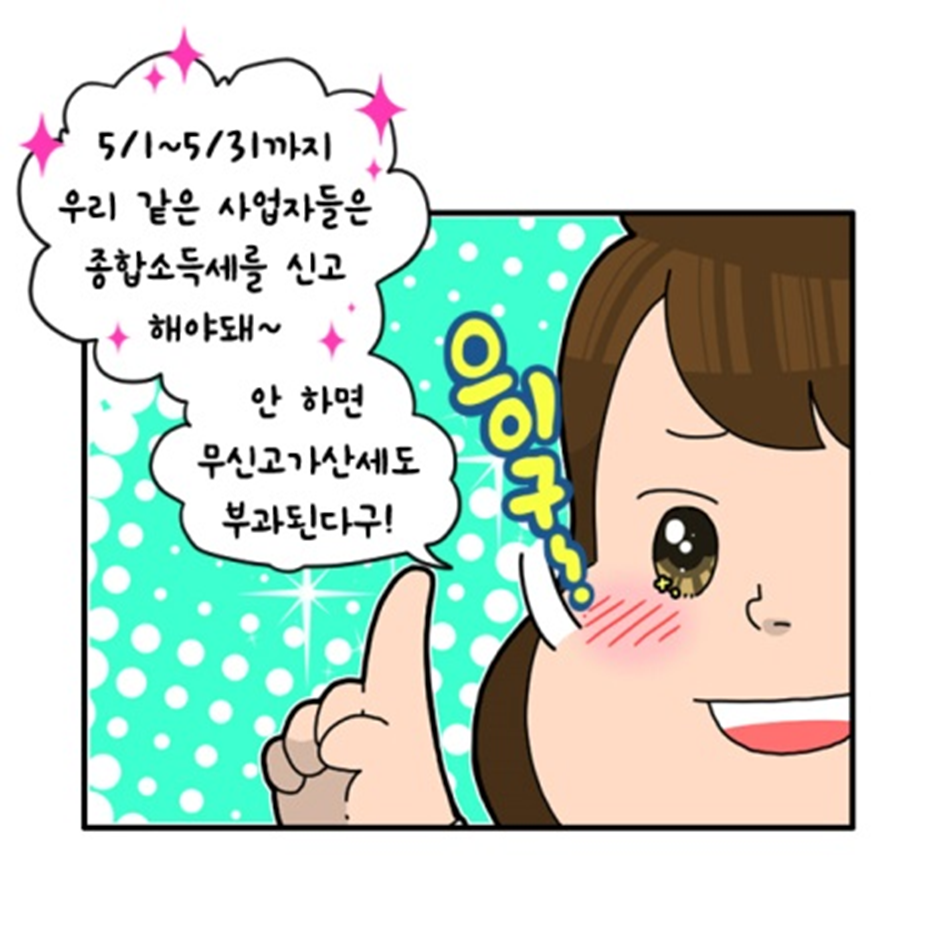 5/1~5/31까지
우리 같은 사업자들은
종합소득세를 신고
해야돼~
안 하면
무신고가산세도
부과된다구!
으이구~!